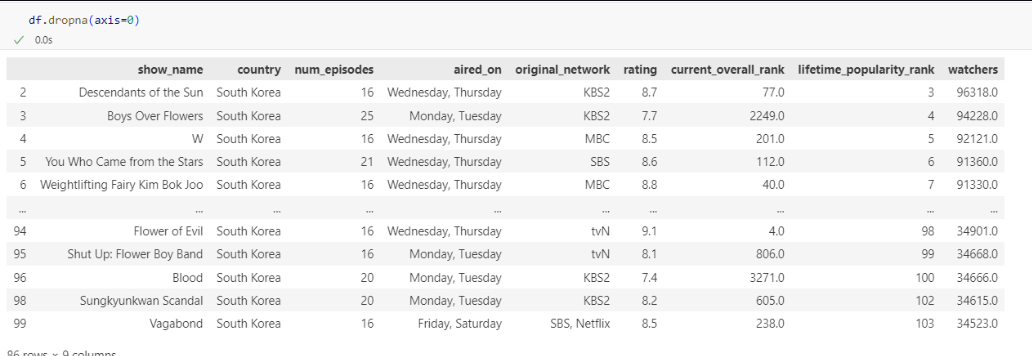 df.dropna(axis=0)
✓ 0.0s
show_name country num_episodes aired_on original_network rating current_overall_rank lifetime_popularity_rank watchers
2 Descendants of the Sun South Korea 16 Wednesday, Thursday KBS2 8.7 77.0 3 96318.0
3 Boys Over Flowers South Korea 25 Monday, Tuesday KBS2 7.7 2249.0 4 94228.0
4 W South Korea 16 Wednesday, Thursday MBC 8.5 201.0 5 92121.0
5 You Who Came from the Stars South Korea 21 Wednesday, Thursday SBS 8.6 112.0 6 91360.0
6 Weightlifting Fairy Kim Bok Joo South Korea 16 Wednesday, Thursday MBC 8.8 40.0 7 91330.0
... ... ... ... ... ... ... ... ... ...
94 Flower of Evil South Korea 16 Wednesday, Thursday tvN 9.1 4.0 98 34901.0
95 Shut Up: Flower Boy Band South Korea 16 Monday, Tuesday tvN 8.1 806.0 99 34668.0
96 Blood South Korea 20 Monday, Tuesday KBS2 7.4 3271.0 100 34666.0
98 Sungkyunkwan Scandal South Korea 20 Monday, Tuesday KBS2 8.2 605.0 102 34615.0
99 Vagabond South Korea 16 Friday, Saturday SBS, Netflix 8.5 238.0 103 34523.0
86 rows × 9 columns